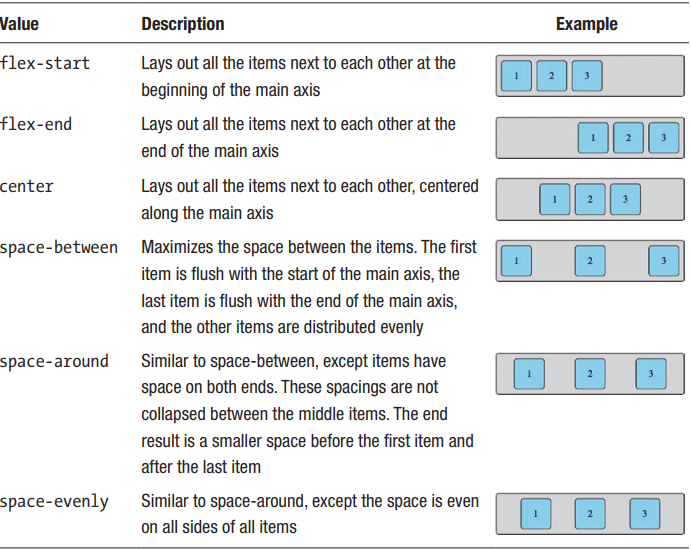 Value Description Example
flex-start Lays out all the items next to each other at the
beginning of the main axis
1 2 3
flex-end Lays out all the items next to each other at the
end of the main axis
1 2 3
center Lays out all the items next to each other, centered
along the main axis
1 2 3
space-between Maximizes the space between the items. The first
item is flush with the start of the main axis, the
last item is flush with the end of the main axis,
and the other items are distributed evenly
1 2 3
space-around Similar to space-between, except items have
space on both ends. These spacings are not
collapsed between the middle items. The end
result is a smaller space before the first item and
after the last item
1 2 3
space-evenly Similar to space-around, except the space is even
on all sides of all items
1 2 3